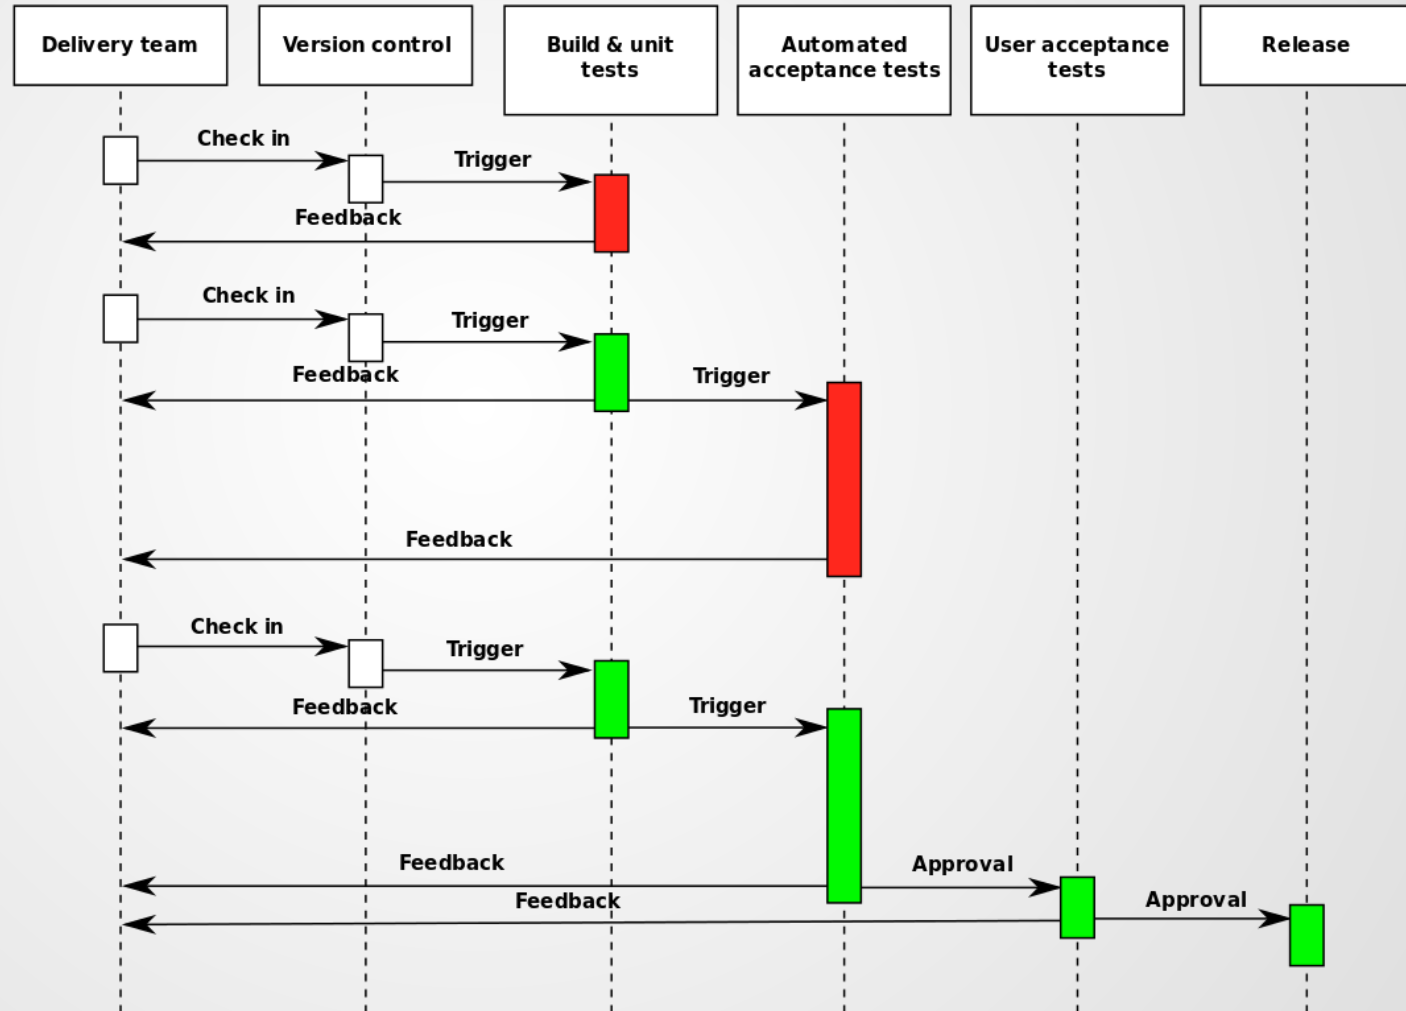 Delivery team
Version control
Build & unit
tests
Automated
acceptance tests
User acceptance
tests
Release
Check in
Trigger
Feedback
Check in
Trigger
Feedback
Trigger
Feedback
Check in
Trigger
Feedback
Trigger
Feedback
Approval
Feedback
Approval